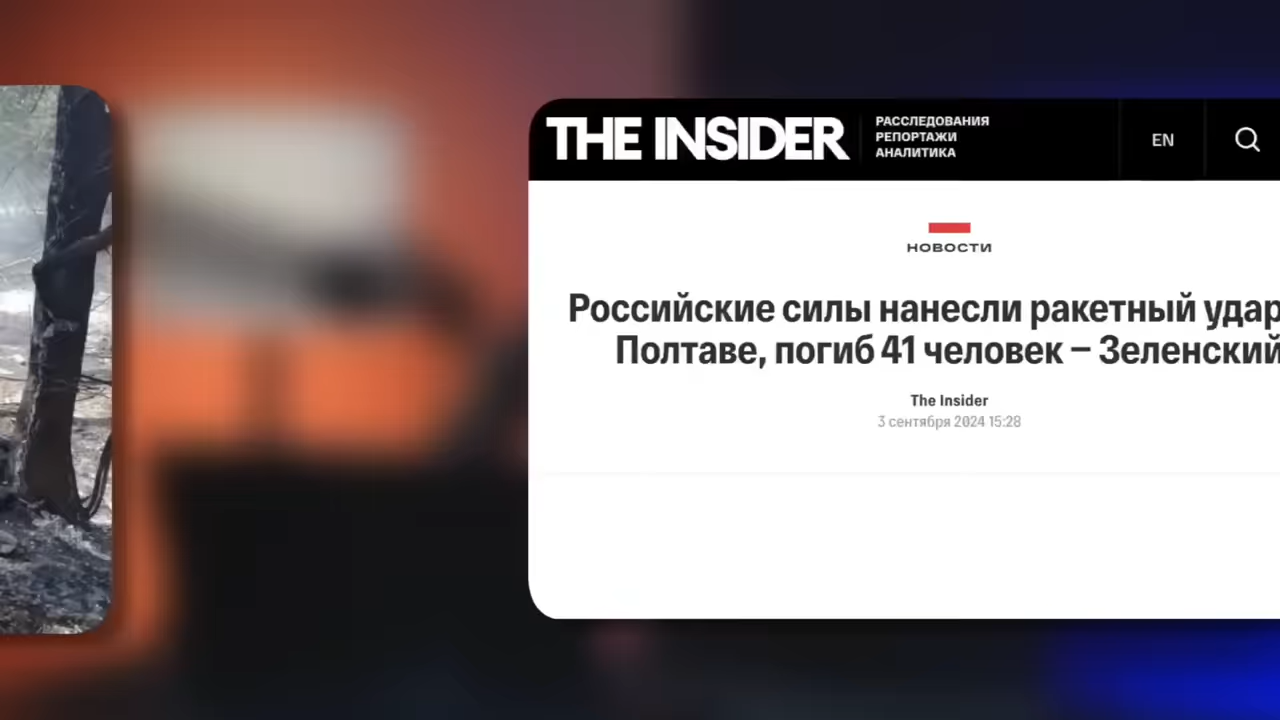 THE INSIDER
РАССЛЕДОВАНИЯ
РЕПОРТАЖИ
АНАЛИТИКА
EN
НОВОСТИ
Российские силы нанесли ракетный удар
Полтаве, погиб 41 человек – Зеленский
The Insider
3 сентября 2024 15:28